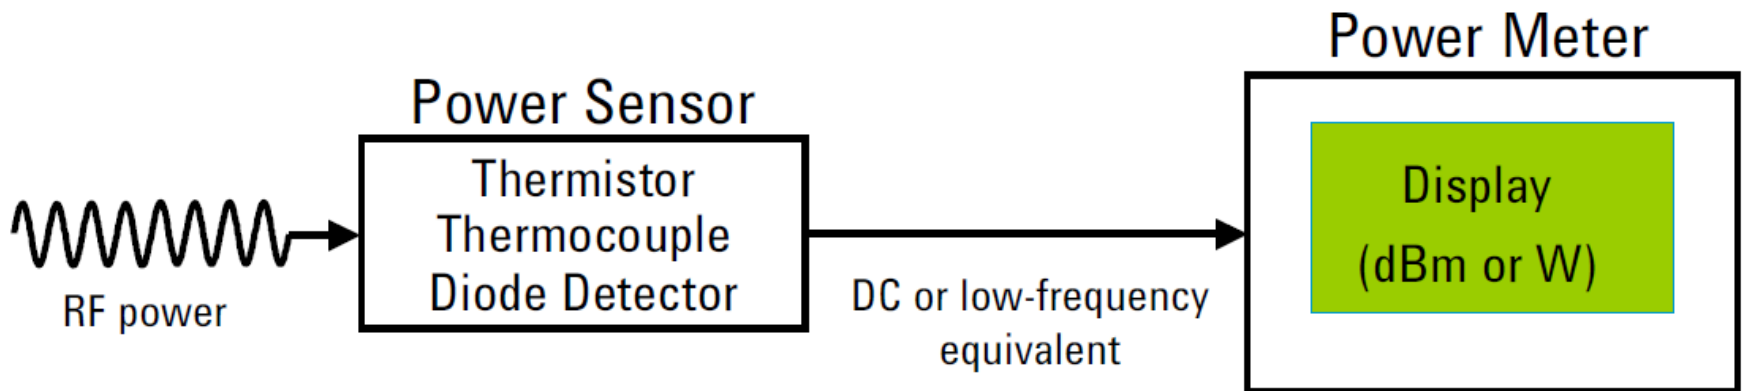 Power Meter
Power Sensor
Thermistor
Thermocouple
Diode Detector
Display
(dBm or W)
RF power
DC or low-frequency
equivalent